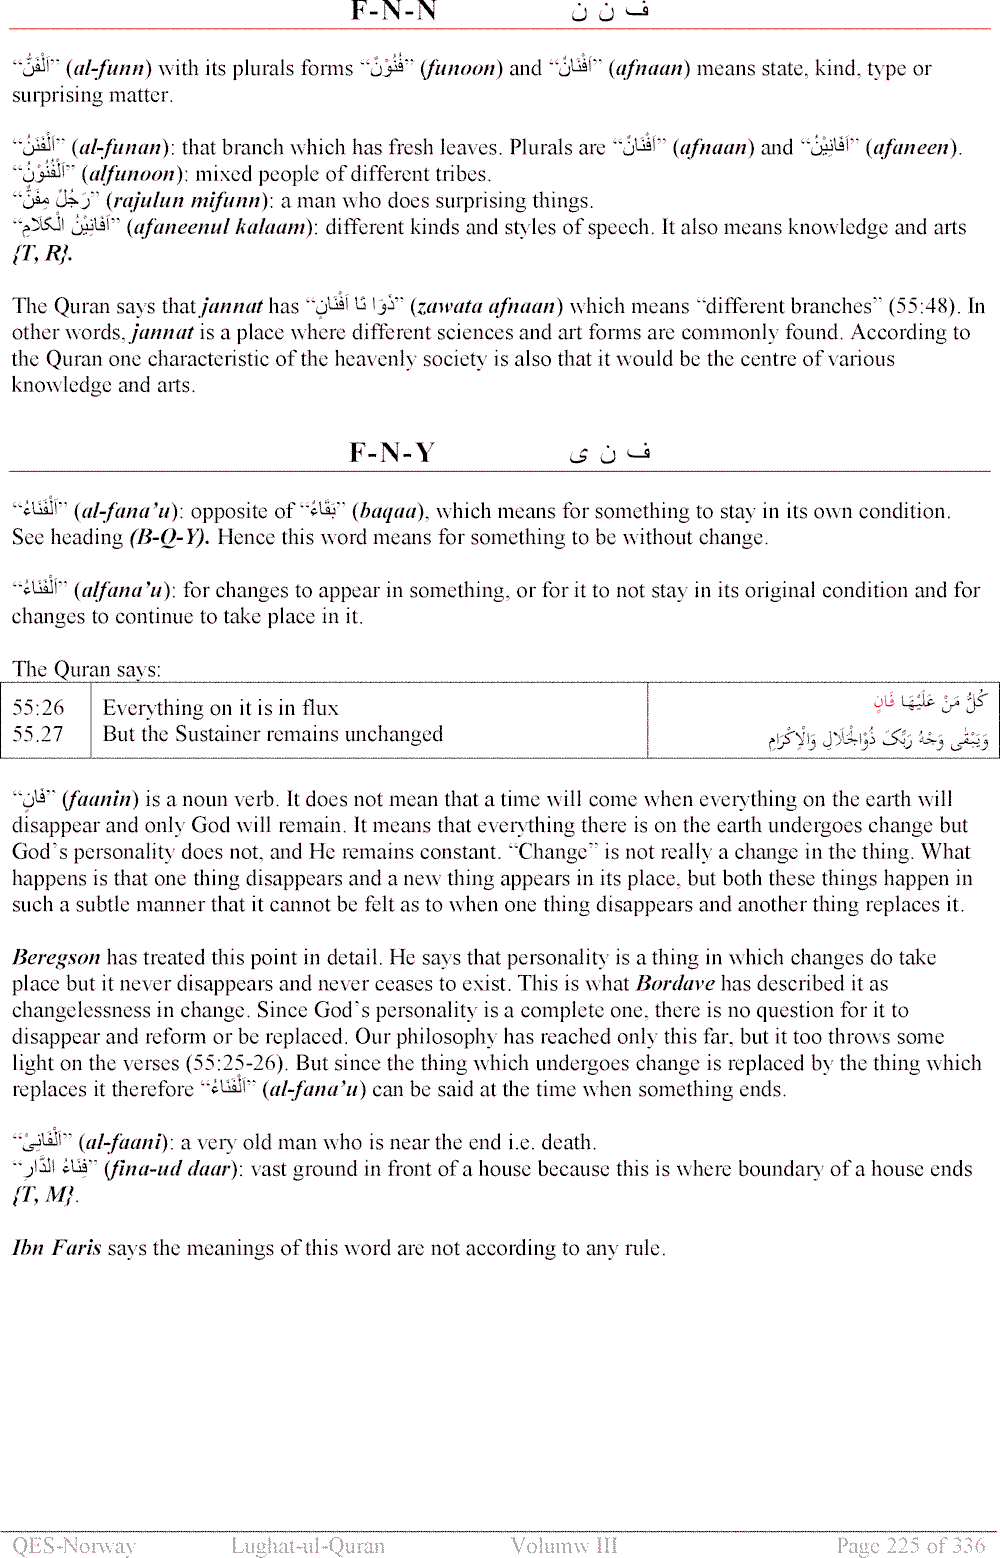 F-N-N ف ن ن
“اَلْفَنُّ” (al-funn) with its plurals forms “فُنُوْنٌ” (funoon) and “اَفْنَانٌ” (afnaan) means state, kind, type or
surprising matter.
“اَلْفَنَنُ” (al-funan): that branch which has fresh leaves. Plurals are “اَفْنَانٌ” (afnaan) and “اَفَانِيْنُ” (afaneen).
“اَلْفُنُوْنُ” (alfunoon): mixed people of different tribes.
“رَجُلٌ مِفَنٌّ” (rajulun mifunn): a man who does surprising things.
“اَفَانِيْنُ الْكَلَامِ” (afaneenul kalaam): different kinds and styles of speech. It also means knowledge and arts
{T, R}.
The Quran says that jannat has “ذَوَا تَا اَفْنَانٍ” (zawata afnaan) which means “different branches” (55:48). In
other words, jannat is a place where different sciences and art forms are commonly found. According to
the Quran one characteristic of the heavenly society is also that it would be the centre of various
knowledge and arts.
F-N-Y ف ن ی
“اَلْفَنَاءُ” (al-fana’u): opposite of “بَقَاءٌ” (baqaa), which means for something to stay in its own condition.
See heading (B-Q-Y). Hence this word means for something to be without change.
“اَلْفَنَاءُ” (alfana’u): for changes to appear in something, or for it to not stay in its original condition and for
changes to continue to take place in it.
The Quran says:
55:26 Everything on it is in flux كُلُّ مَنْ عَلَيْهَا فَانٍ
55.27 But the Sustainer remains unchanged وَيَبْقٰى وَجْهُ رَبِّکَ ذُوالْجَلَالِ وَالْاِكْرَامِ
“فَانٍ” (faanin) is a noun verb. It does not mean that a time will come when everything on the earth will
disappear and only God will remain. It means that everything there is on the earth undergoes change but
God’s personality does not, and He remains constant. “Change” is not really a change in the thing. What
happens is that one thing disappears and a new thing appears in its place, but both these things happen in
such a subtle manner that it cannot be felt as to when one thing disappears and another thing replaces it.
Beregson has treated this point in detail. He says that personality is a thing in which changes do take
place but it never disappears and never ceases to exist. This is what Bordave has described it as
changelessness in change. Since God’s personality is a complete one, there is no question for it to
disappear and reform or be replaced. Our philosophy has reached only this far, but it too throws some
light on the verses (55:25-26). But since the thing which undergoes change is replaced by the thing which
replaces it therefore “اَلْفَنَاءُ” (al-fana’u) can be said at the time when something ends.
“اَلْفَانِیْ” (al-faani): a very old man who is near the end i.e. death.
“فِنَاءُ الدَّارِ” (fina-ud daar): vast ground in front of a house because this is where boundary of a house ends
{T, M}.
Ibn Faris says the meanings of this word are not according to any rule.
QES-Norway Lughat-ul-Quran Volumw III Page 225 of 336